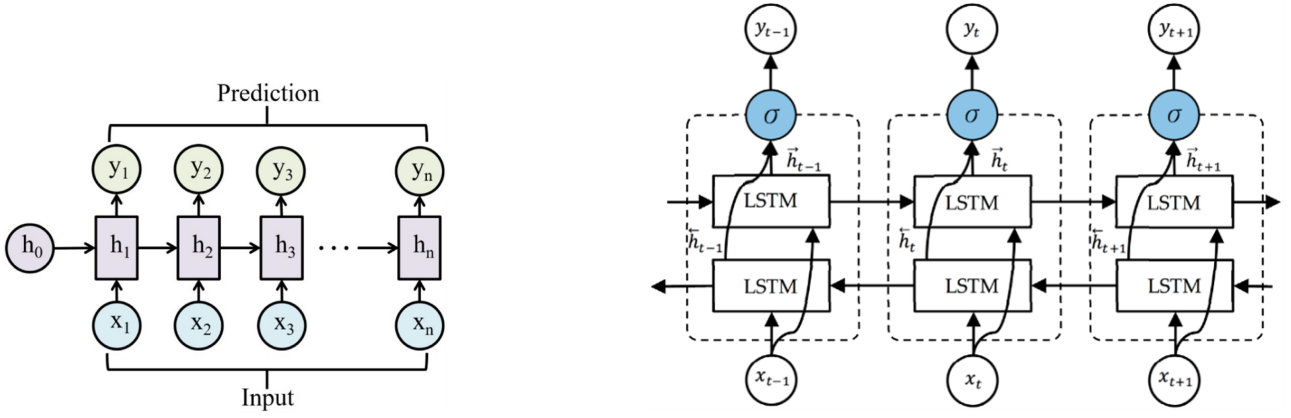 Prediction
y₁ y₂ y₃ yₙ
h₀ h₁ h₂ h₃ ··· hₙ
x₁ x₂ x₃ xₙ
Input
yₜ₋₁ yₜ yₜ₊₁
σ σ σ
h⃗ₜ₋₁ h⃗ₜ h⃗ₜ₊₁
LSTM LSTM LSTM
h⃖ₜ₋₁ h⃖ₜ h⃖ₜ₊₁
LSTM LSTM LSTM
xₜ₋₁ xₜ xₜ₊₁